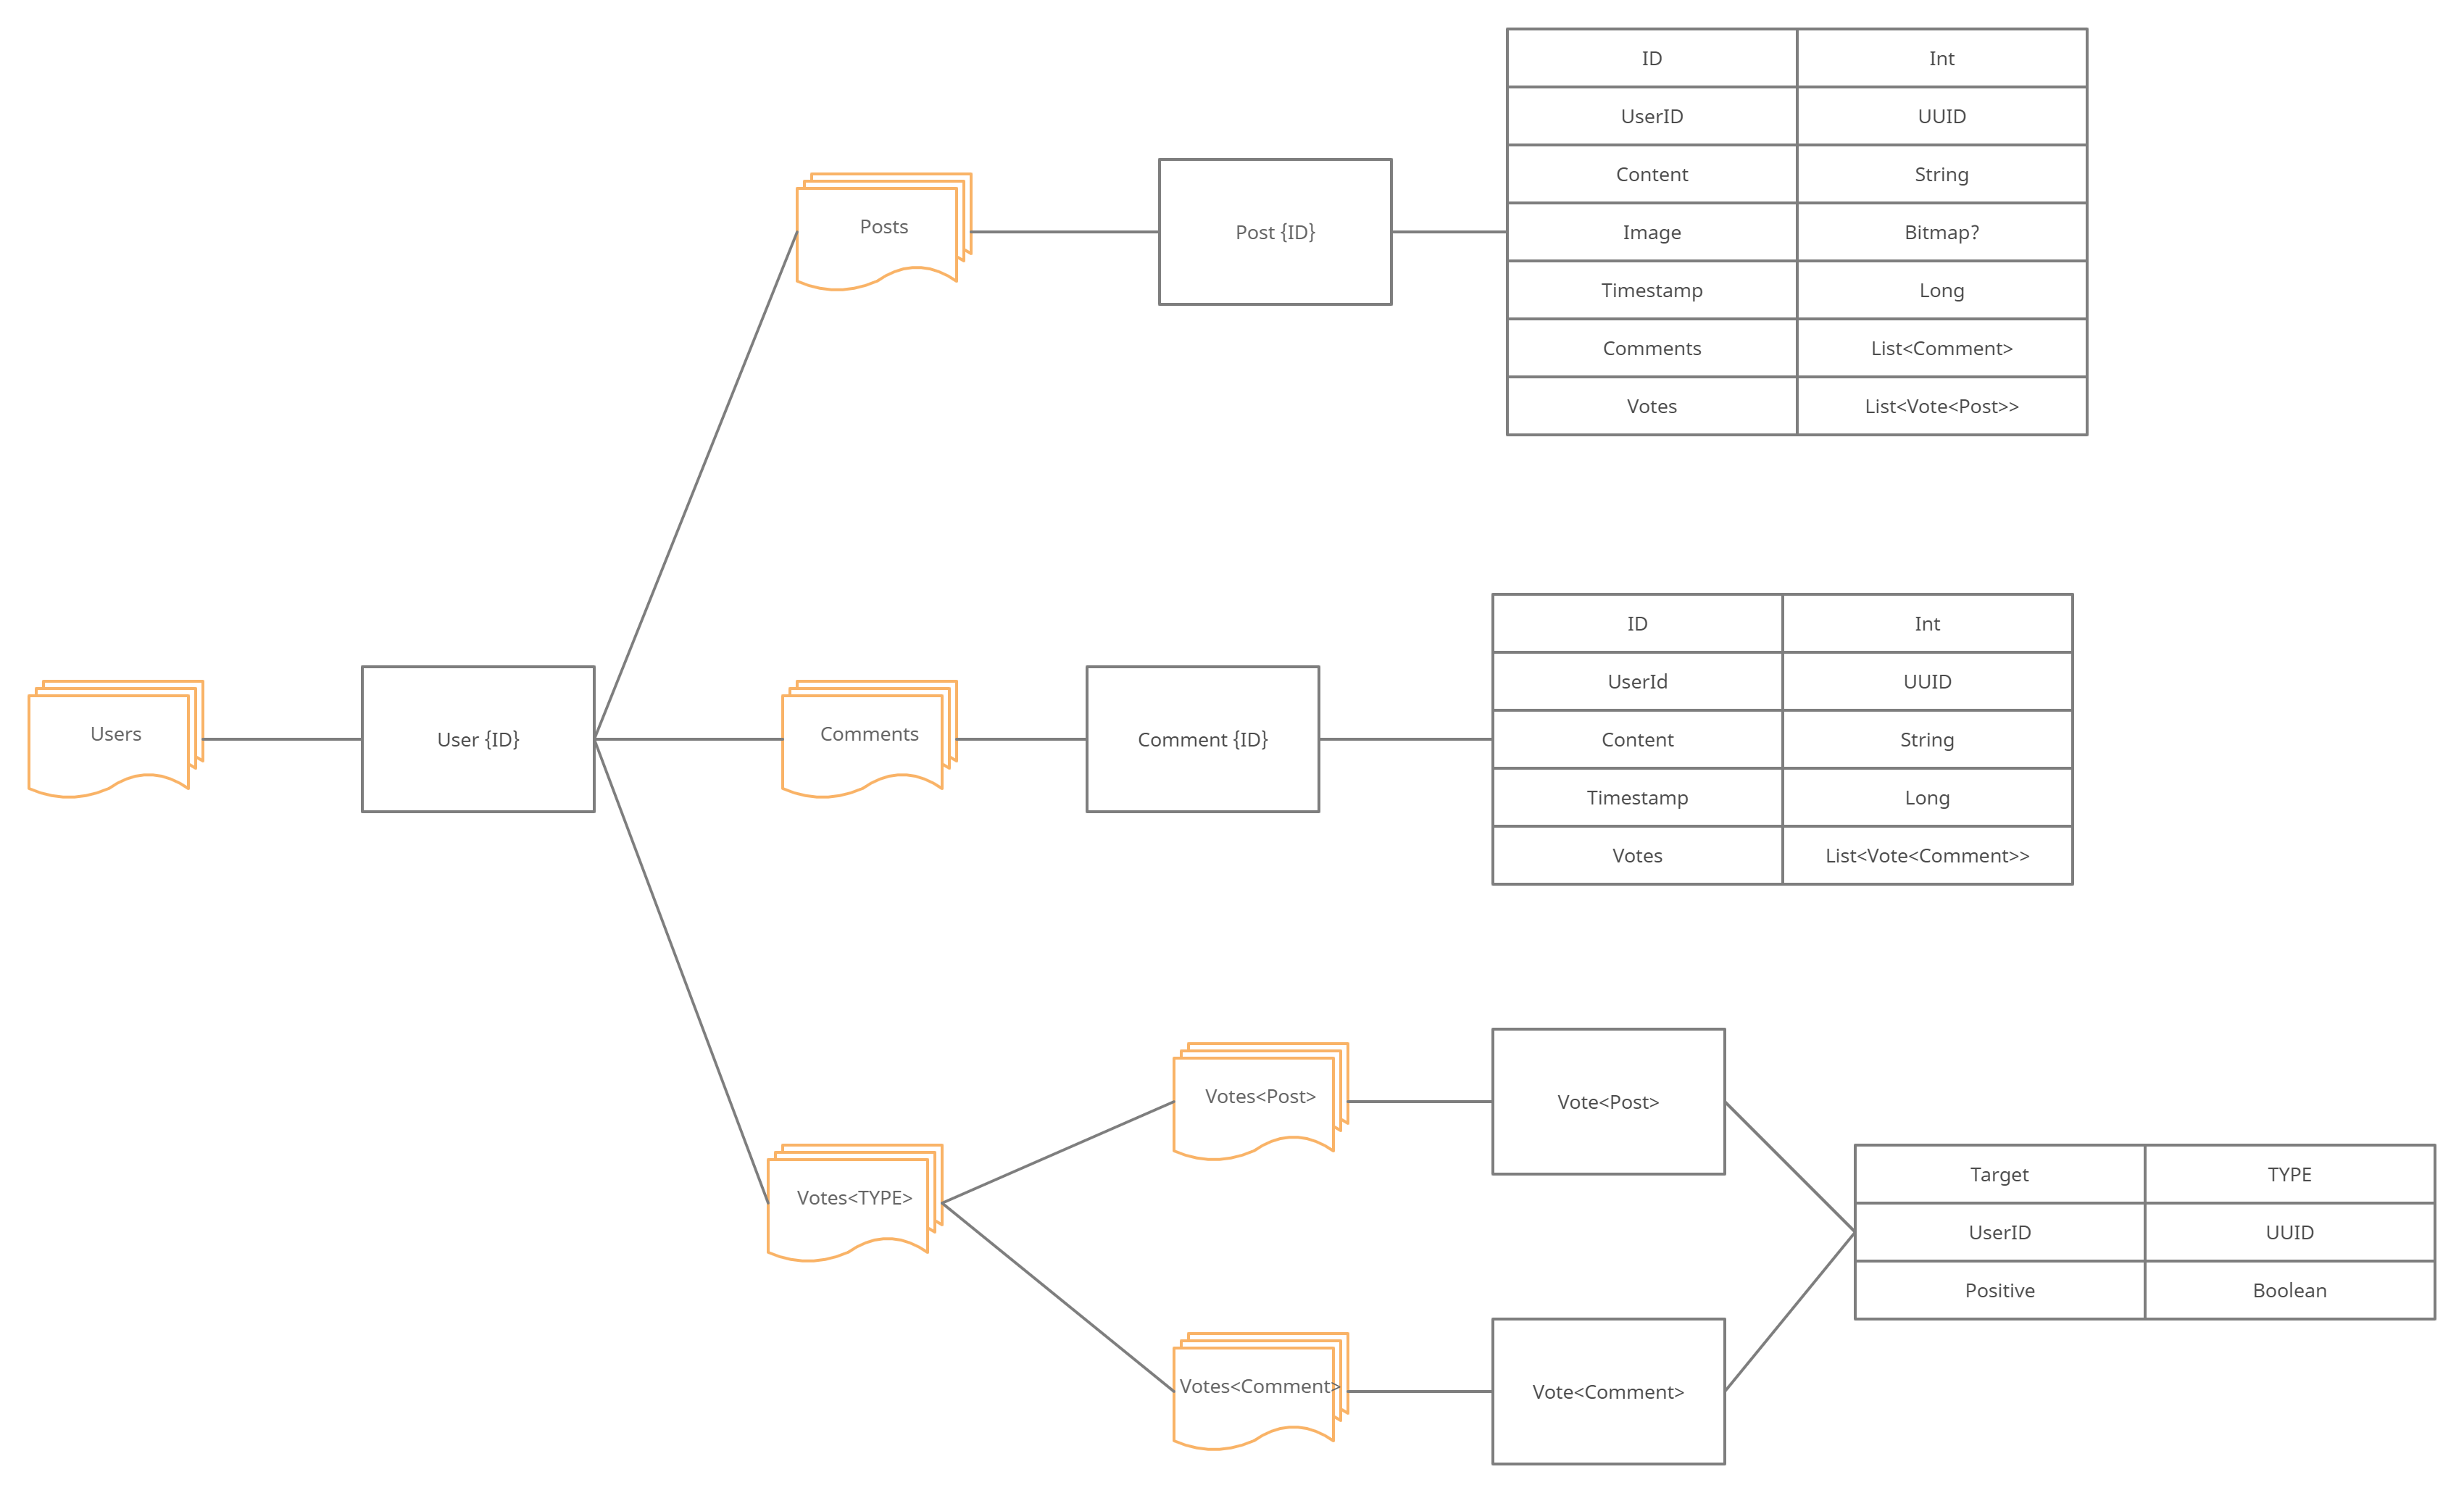 ID Int
UserID UUID
Content String
Image Bitmap?
Timestamp Long
Comments List<Comment>
Votes List<Vote<Post>>
Posts
Post {ID}
Users
User {ID}
Comments
Comment {ID}
ID Int
UserId UUID
Content String
Timestamp Long
Votes List<Vote<Comment>>
Votes<TYPE>
Votes<Post>
Vote<Post>
Votes<Comment>
Vote<Comment>
Target TYPE
UserID UUID
Positive Boolean